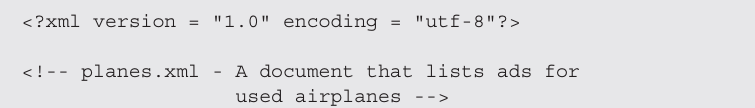 <?xml version = "1.0" encoding = "utf-8"?>
<!-- planes.xml - A document that lists ads for
used airplanes -->